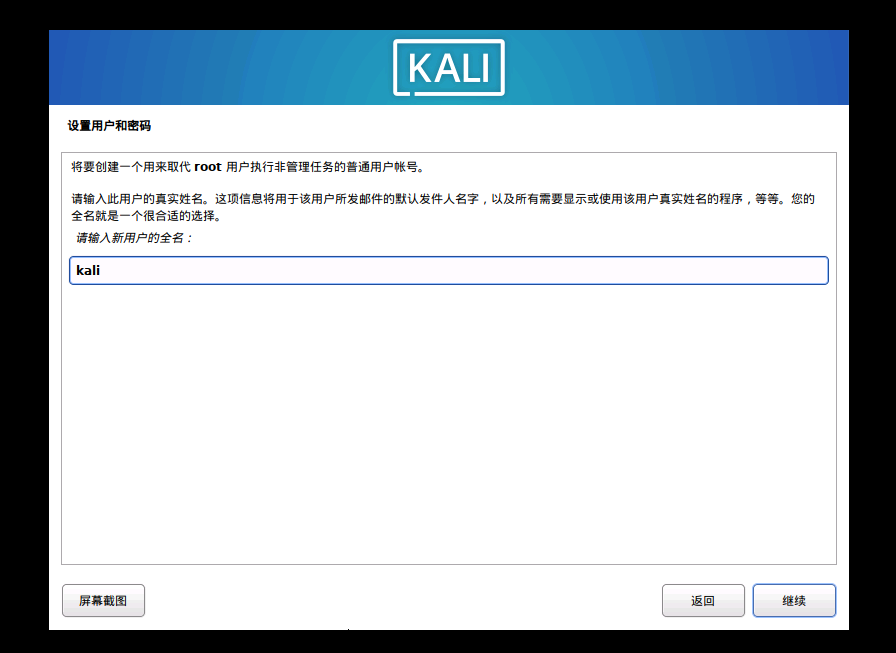 KALI
设置用户和密码
将要创建一个用来取代 root 用户执行非管理任务的普通用户帐号。
请输入此用户的真实姓名。这项信息将用于该用户所发邮件的默认发件人名字，以及所有需要显示或使用该用户真实姓名的程序，等等。您的
全名就是一个很合适的选择。
请输入新用户的全名：
kali
屏幕截图
返回
继续